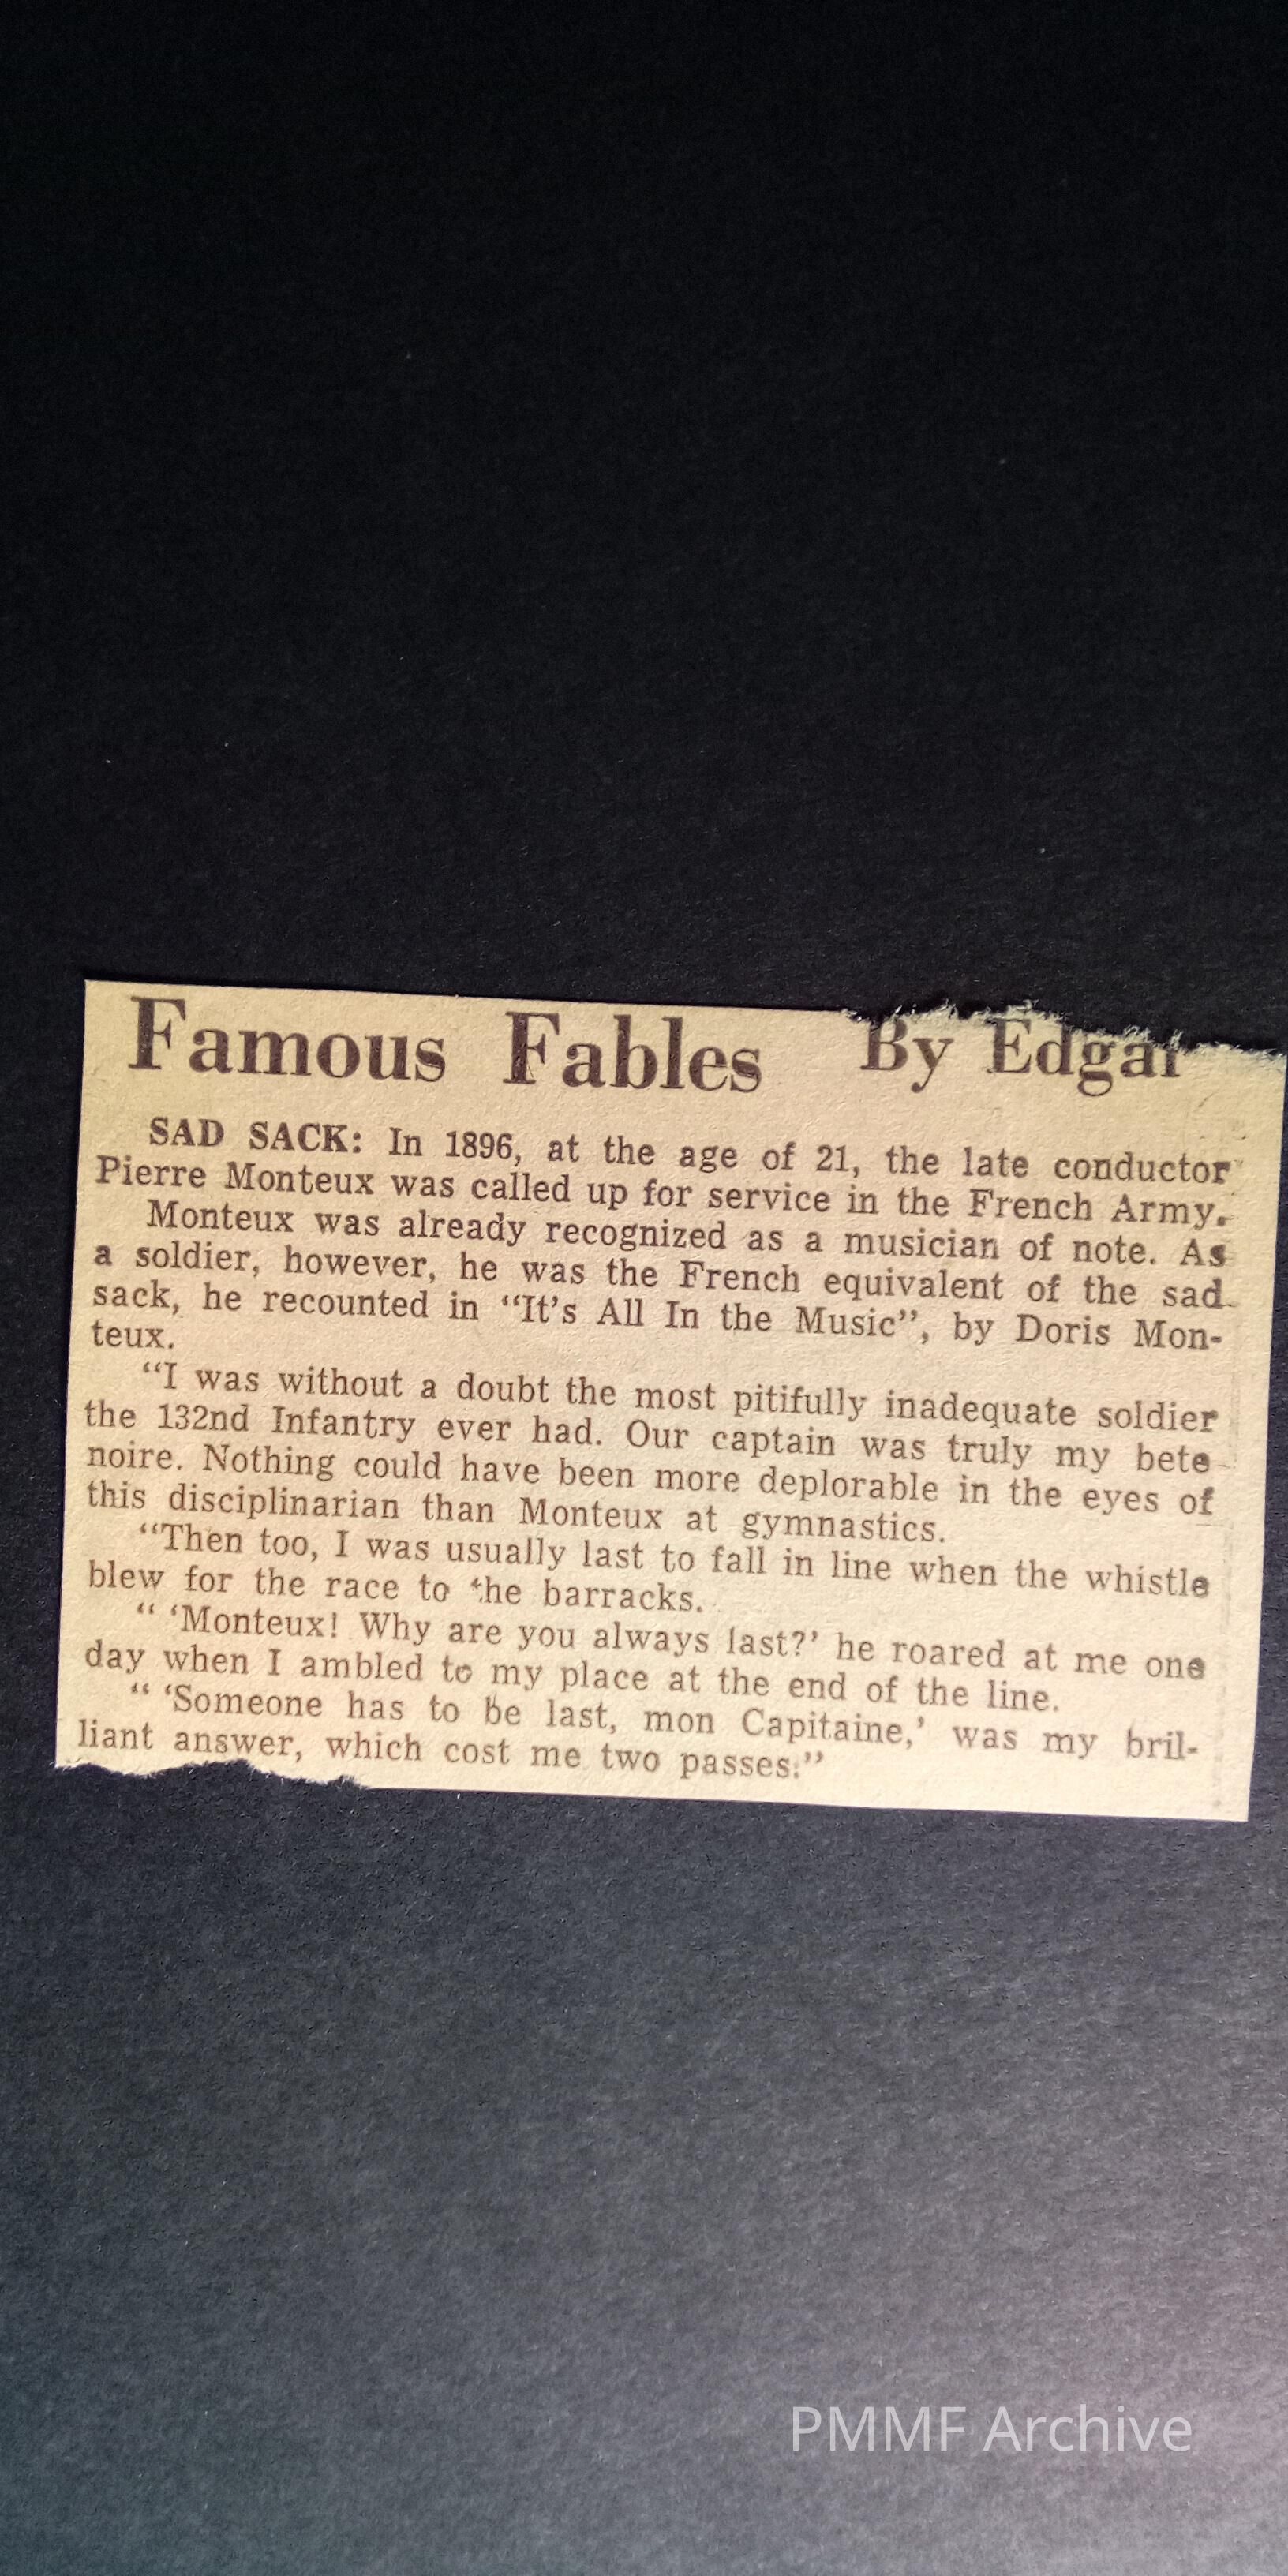 Famous Fables By Edgar
SAD SACK: In 1896, at the age of 21, the late conductor
Pierre Monteux was called up for service in the French Army.
Monteux was already recognized as a musician of note. As
a soldier, however, he was the French equivalent of the sad
sack, he recounted in “It’s All In the Music”, by Doris Mon-
teux.
“I was without a doubt the most pitifully inadequate soldier
the 132nd Infantry ever had. Our captain was truly my bete
noire. Nothing could have been more deplorable in the eyes of
this disciplinarian than Monteux at gymnastics.
“Then too, I was usually last to fall in line when the whistle
blew for the race to the barracks.
“ ‘Monteux! Why are you always last?’ he roared at me one
day when I ambled to my place at the end of the line.
“ ‘Someone has to be last, mon Capitaine,’ was my bril-
liant answer, which cost me two passes.”
PMMF Archive